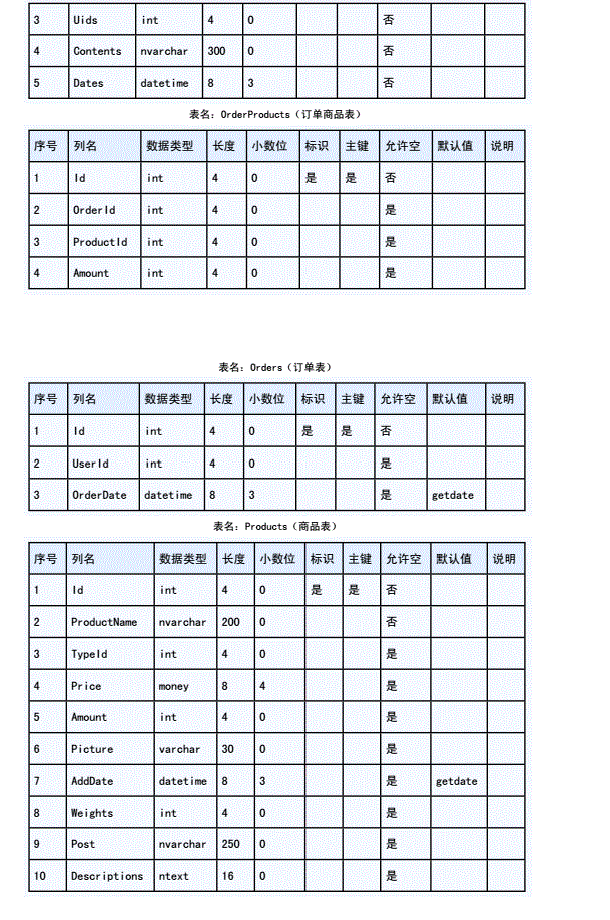 3 Uids int 4 0 否
4 Contents nvarchar 300 0 否
5 Dates datetime 8 3 否
表名：OrderProducts（订单商品表）
序号 列名 数据类型 长度 小数位 标识 主键 允许空 默认值 说明
1 Id int 4 0 是 是 否
2 OrderId int 4 0 是
3 ProductId int 4 0 是
4 Amount int 4 0 是
表名：Orders（订单表）
序号 列名 数据类型 长度 小数位 标识 主键 允许空 默认值 说明
1 Id int 4 0 是 是 否
2 UserId int 4 0 是
3 OrderDate datetime 8 3 是 getdate
表名：Products（商品表）
序号 列名 数据类型 长度 小数位 标识 主键 允许空 默认值 说明
1 Id int 4 0 是 是 否
2 ProductName nvarchar 200 0 否
3 TypeId int 4 0 是
4 Price money 8 4 是
5 Amount int 4 0 是
6 Picture varchar 30 0 是
7 AddDate datetime 8 3 是 getdate
8 Weights int 4 0 是
9 Post nvarchar 250 0 是
10 Descriptions ntext 16 0 是